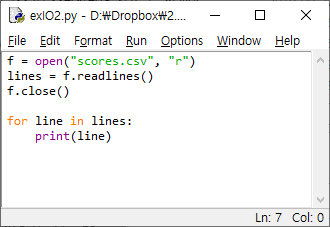 exIO2.py - D:₩Dropbox₩2....
File Edit Format Run Options Window Help
f = open("scores.csv", "r")
lines = f.readlines()
f.close()

for line in lines:
    print(line)
Ln: 7 Col: 0